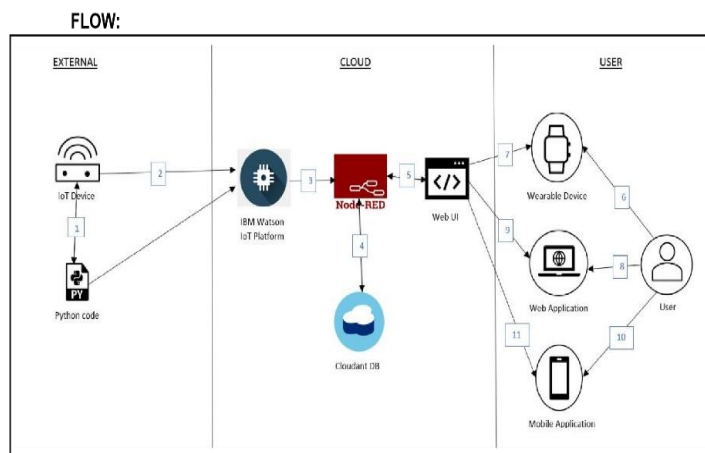 FLOW:
EXTERNAL
CLOUD
USER
IoT Device
1
2
PY
Python code
IBM Watson
IoT Platform
3
Node-RED
4
Cloudant DB
5
</>
Web UI
7
Wearable Device
6
9
Web Application
8
User
11
10
Mobile Application